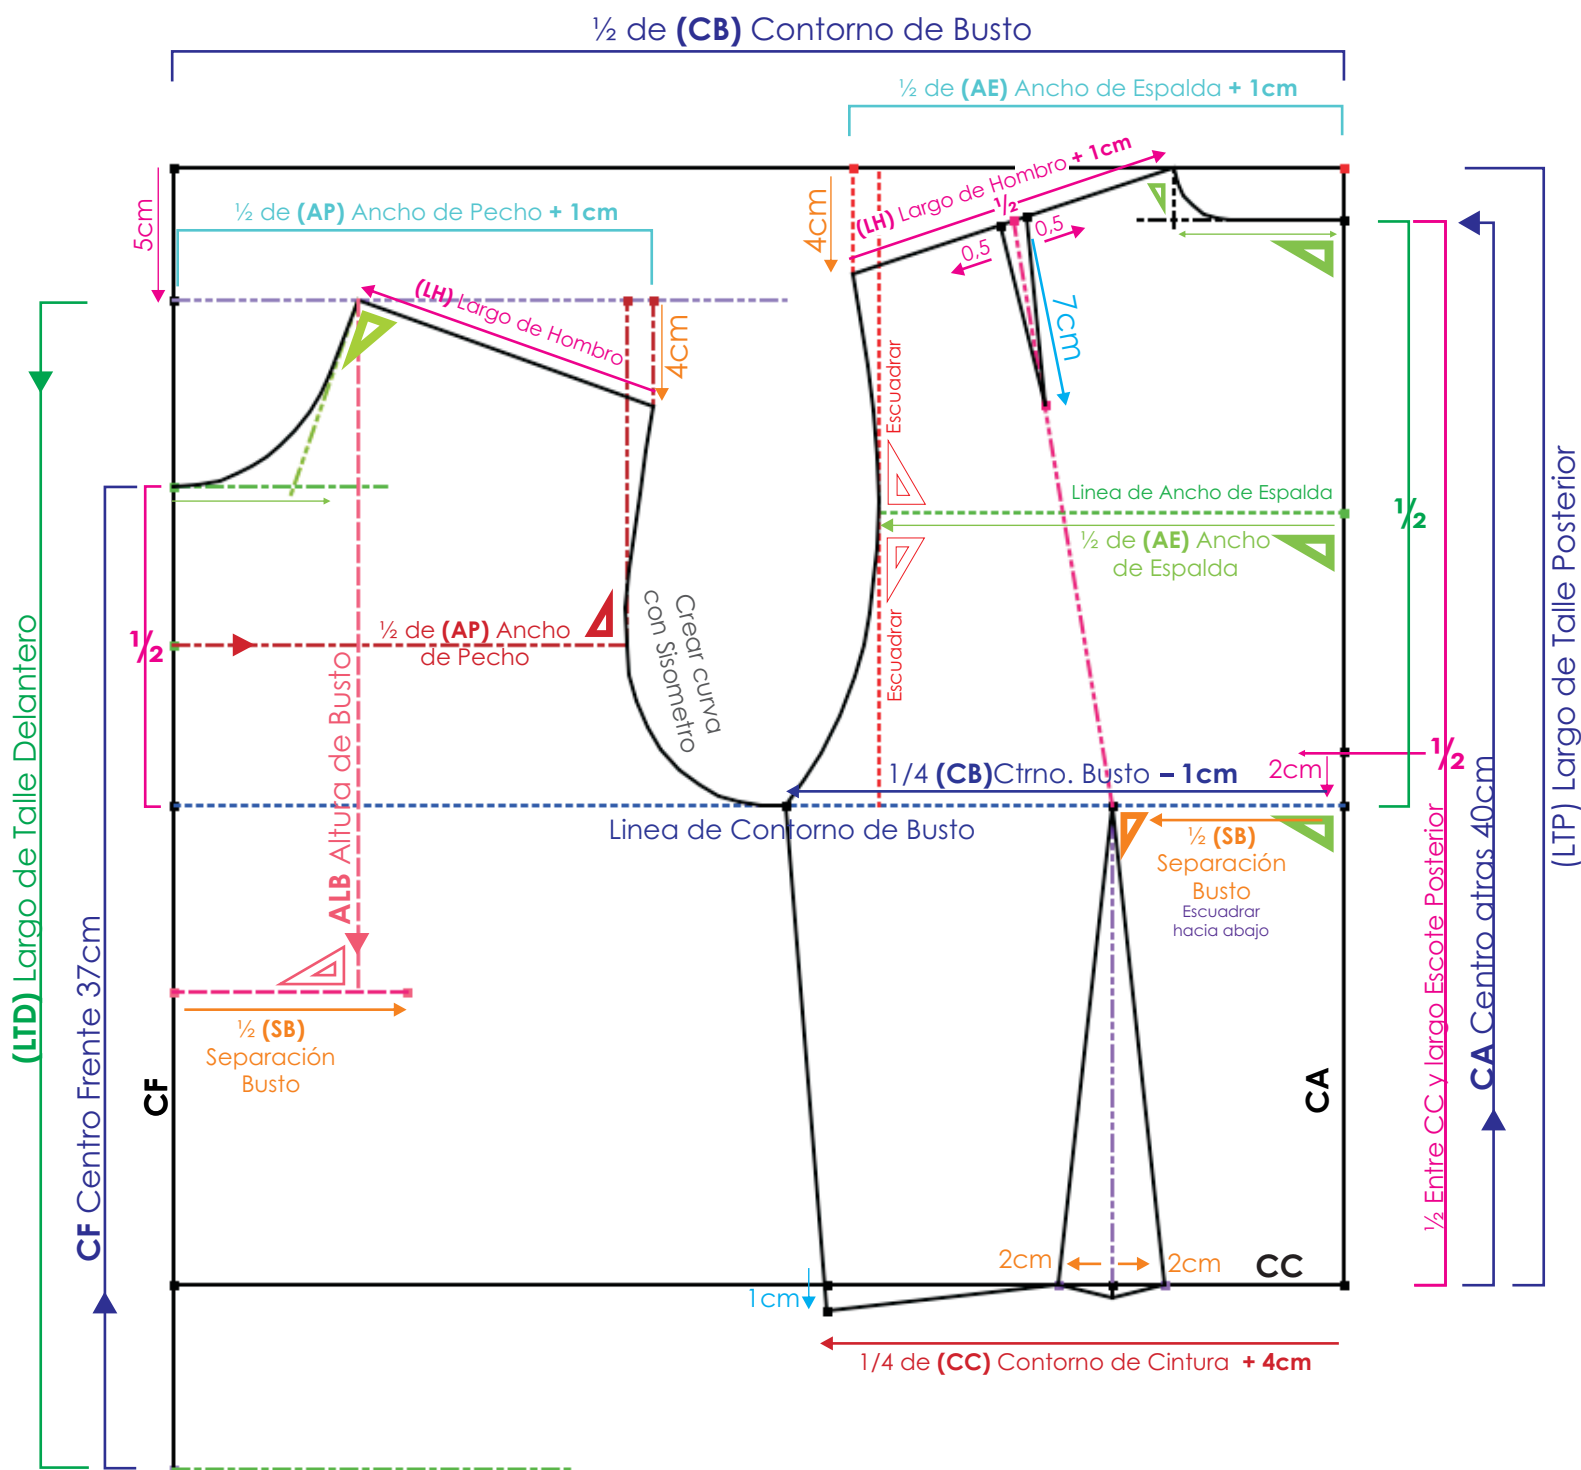 ½ de (CB) Contorno de Busto
½ de (AE) Ancho de Espalda + 1cm
(LH) Largo de Hombro + 1cm
5cm
½ de (AP) Ancho de Pecho + 1cm
4cm
½
0,5
0,5
(LH) Largo de Hombro
4cm
7cm
Escuadrar
Linea de Ancho de Espalda
½
½ de (AE) Ancho
de Espalda
Escuadrar
½
½ de (AP) Ancho
de Pecho
Crear curva
con Sisometro
ALB Altura de Busto
1/4 (CB)Ctrno. Busto – 1cm
2cm
½
Linea de Contorno de Busto
½ (SB)
Separación
Busto
Escuadrar
hacia abajo
½ (SB)
Separación
Busto
(LTD) Largo de Talle Delantero
CF Centro Frente 37cm
CF
CA
½ Entre CC y largo Escote Posterior
CA Centro atras 40cm
(LTP) Largo de Talle Posterior
2cm
2cm
CC
1cm
1/4 de (CC) Contorno de Cintura + 4cm